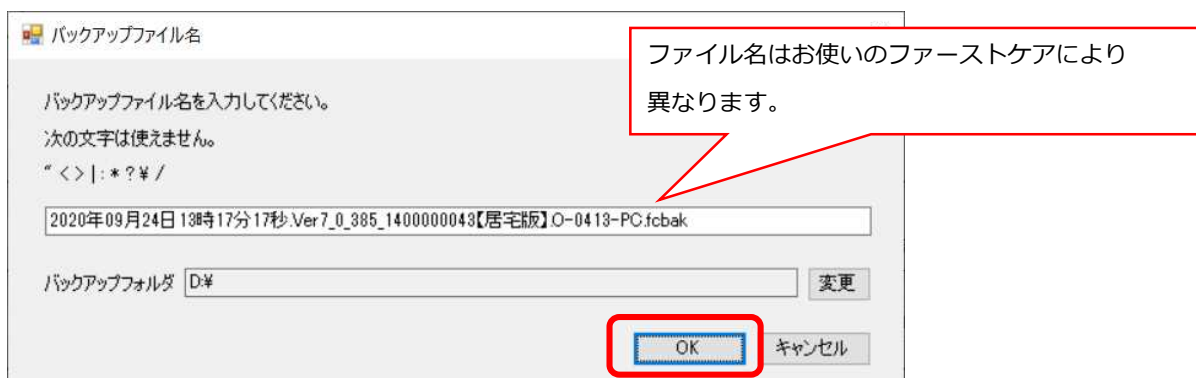 バックアップファイル名
ファイル名はお使いのファーストケアにより
異なります。
バックアップファイル名を入力してください。
次の文字は使えません。
" < > | : * ? ¥ /
2020年09月24日13時17分17秒.Ver7_0_385_1400000043【居宅版】.O-0413-PC.fcbak
バックアップフォルダ D:¥ 変更
OK キャンセル